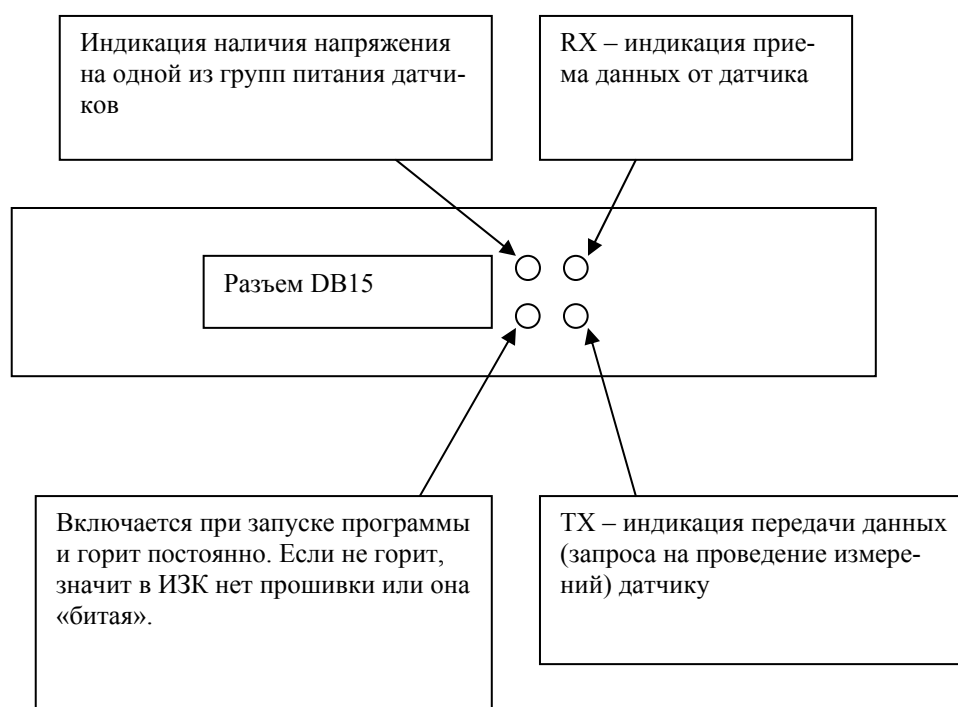 Индикация наличия напряжения
на одной из групп питания датчи-
ков
RX – индикация прие-
ма данных от датчика
Разъем DB15
Включается при запуске программы
и горит постоянно. Если не горит,
значит в ИЗК нет прошивки или она
«битая».
TX – индикация передачи данных
(запроса на проведение измере-
ний) датчику